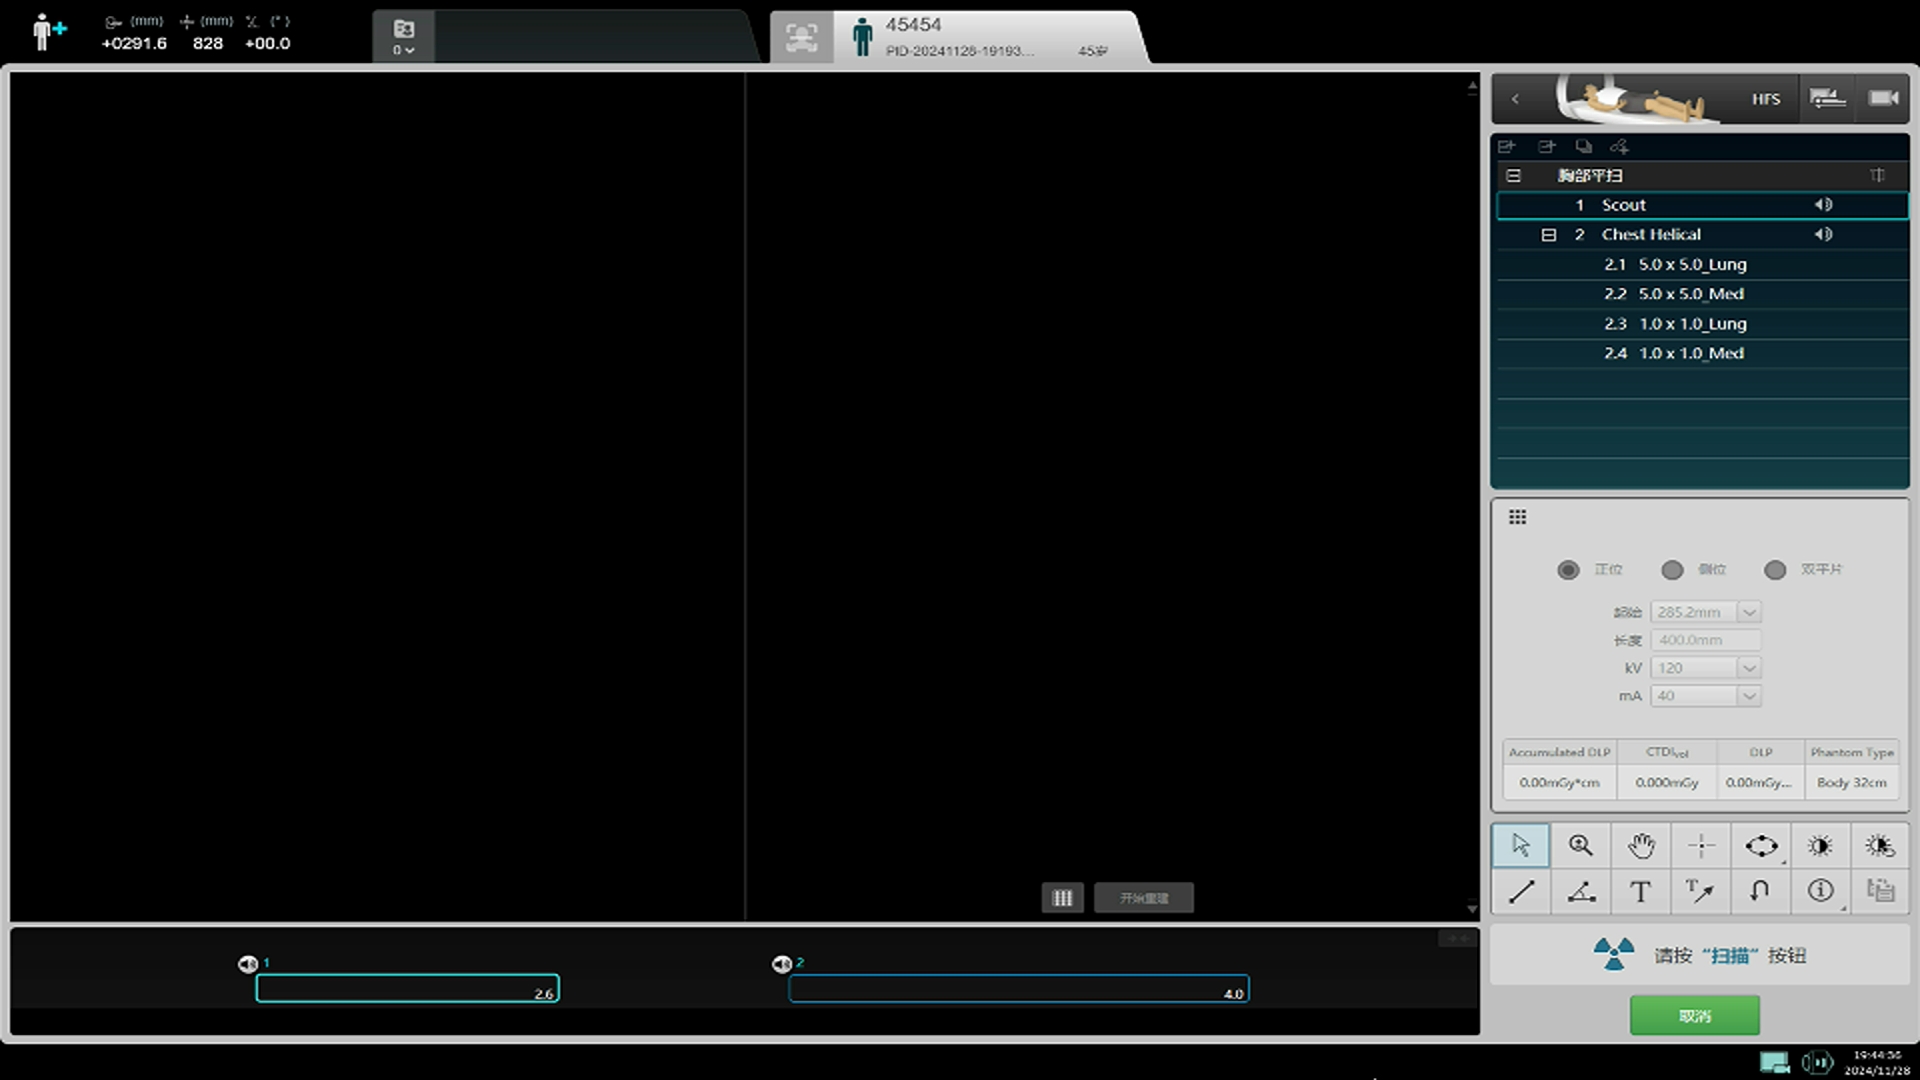 (mm) (mm) (°)
+0291.6 828 +00.0
0
45454
PID-20241128-19193... 45岁
HFS
胸部平扫
1 Scout
2 Chest Helical
2.1 5.0 x 5.0_Lung
2.2 5.0 x 5.0_Med
2.3 1.0 x 1.0_Lung
2.4 1.0 x 1.0_Med
正位 侧位 双平片
起始 285.2mm
长度 400.0mm
kV 120
mA 40
Accumulated DLP CTDIvol DLP Phantom Type
0.00mGy*cm 0.000mGy 0.00mGy... Body 32cm
开始重建
1
2.6
2
4.0
请按 “扫描” 按钮
取消
19:44:36
2024/11/28